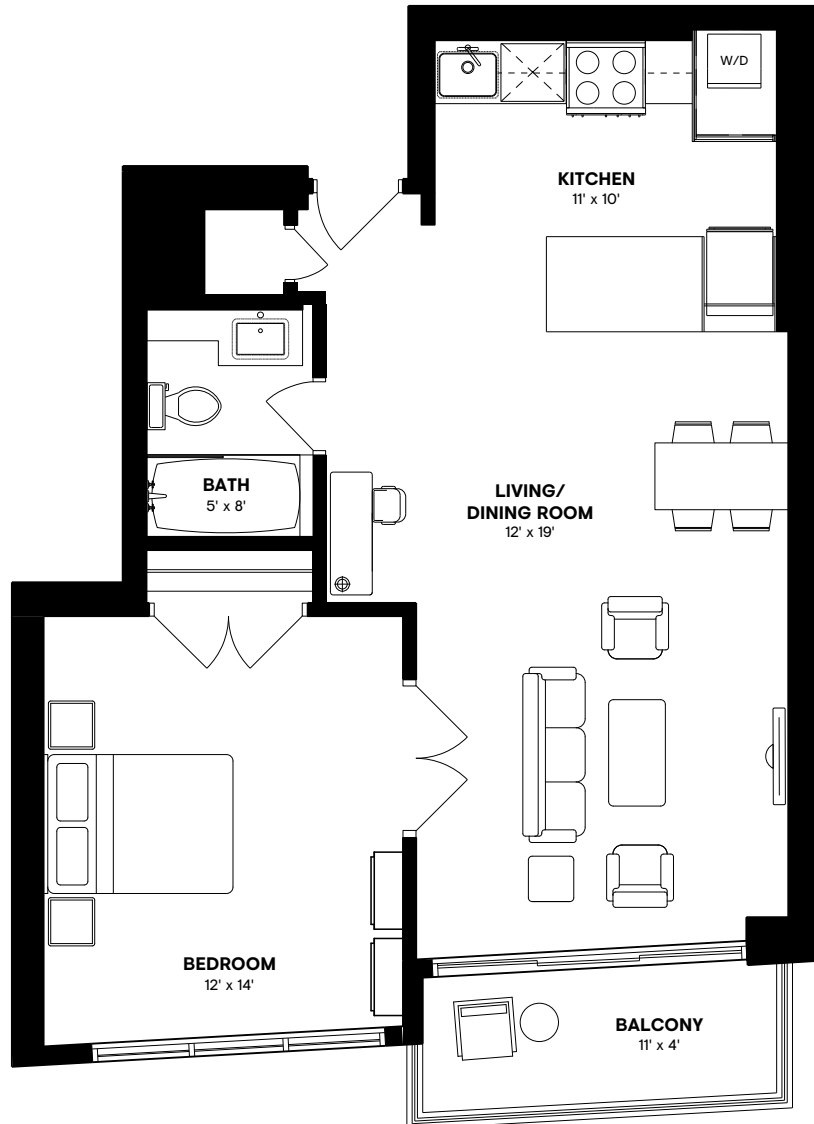 W/D
KITCHEN
11' x 10'
BATH
5' x 8'
LIVING/
DINING ROOM
12' x 19'
BEDROOM
12' x 14'
BALCONY
11' x 4'